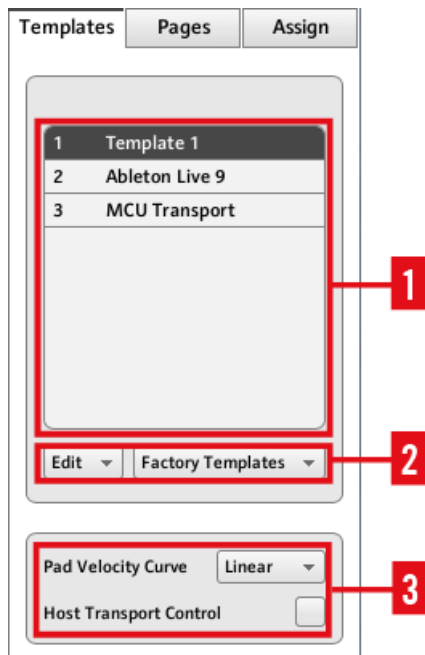 Templates Pages Assign
1 Template 1
2 Ableton Live 9
3 MCU Transport
1
Edit Factory Templates
2
Pad Velocity Curve Linear
3
Host Transport Control